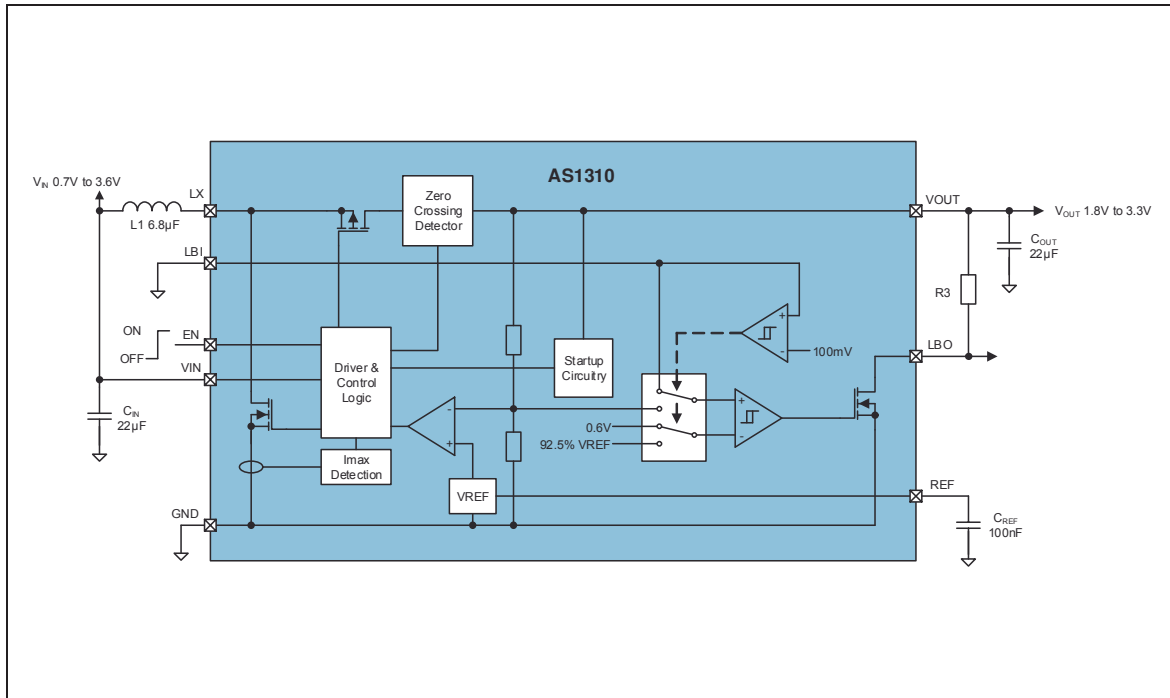 AS1310
VIN 0.7V to 3.6V
LX
L1 6.8µF
Zero
Crossing
Detector
VOUT
VOUT 1.8V to 3.3V
COUT
22µF
LBI
R3
ON
OFF
EN
VIN
Driver &
Control
Logic
Startup
Circuitry
+
-
100mV
LBO
CIN
22µF
-
+
0.6V
92.5% VREF
+
-
Imax
Detection
VREF
REF
GND
CREF
100nF